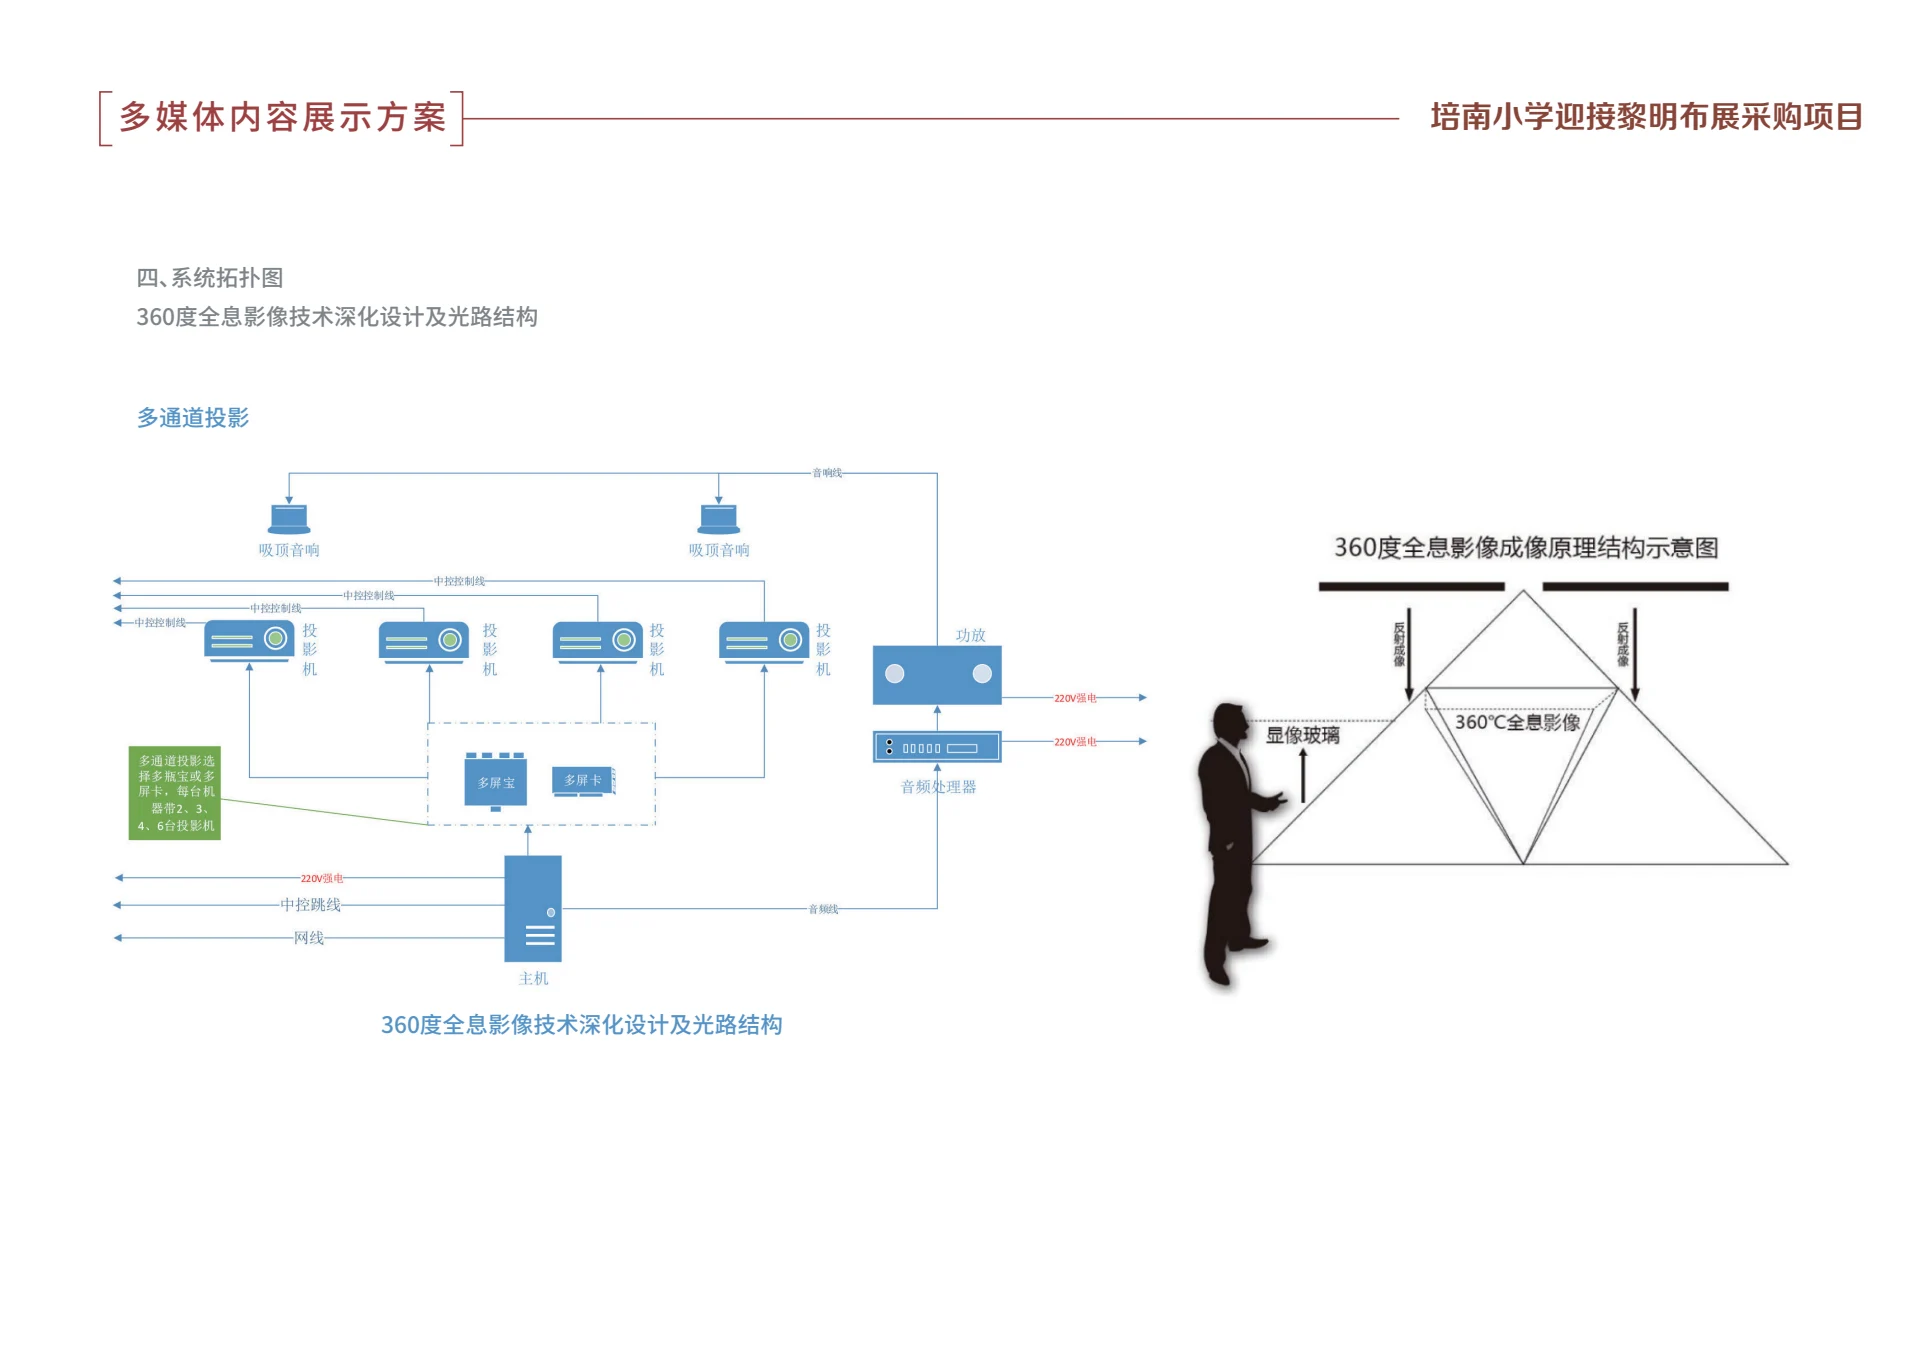 多媒体内容展示方案
培南小学迎接黎明布展采购项目
四、系统拓扑图
360度全息影像技术深化设计及光路结构
多通道投影
音响线
吸顶音响
吸顶音响
中控控制线
中控控制线
中控控制线
中控控制线
投影机
投影机
投影机
投影机
功放
220V强电
220V强电
音频处理器
多通道投影选
择多瓶宝或多
屏卡，每台机
器带2、3、
4、6台投影机
多屏宝
多屏卡
220V强电
中控跳线
网线
音频线
主机
360度全息影像技术深化设计及光路结构
360度全息影像成像原理结构示意图
反射成像
反射成像
显像玻璃
360℃全息影像